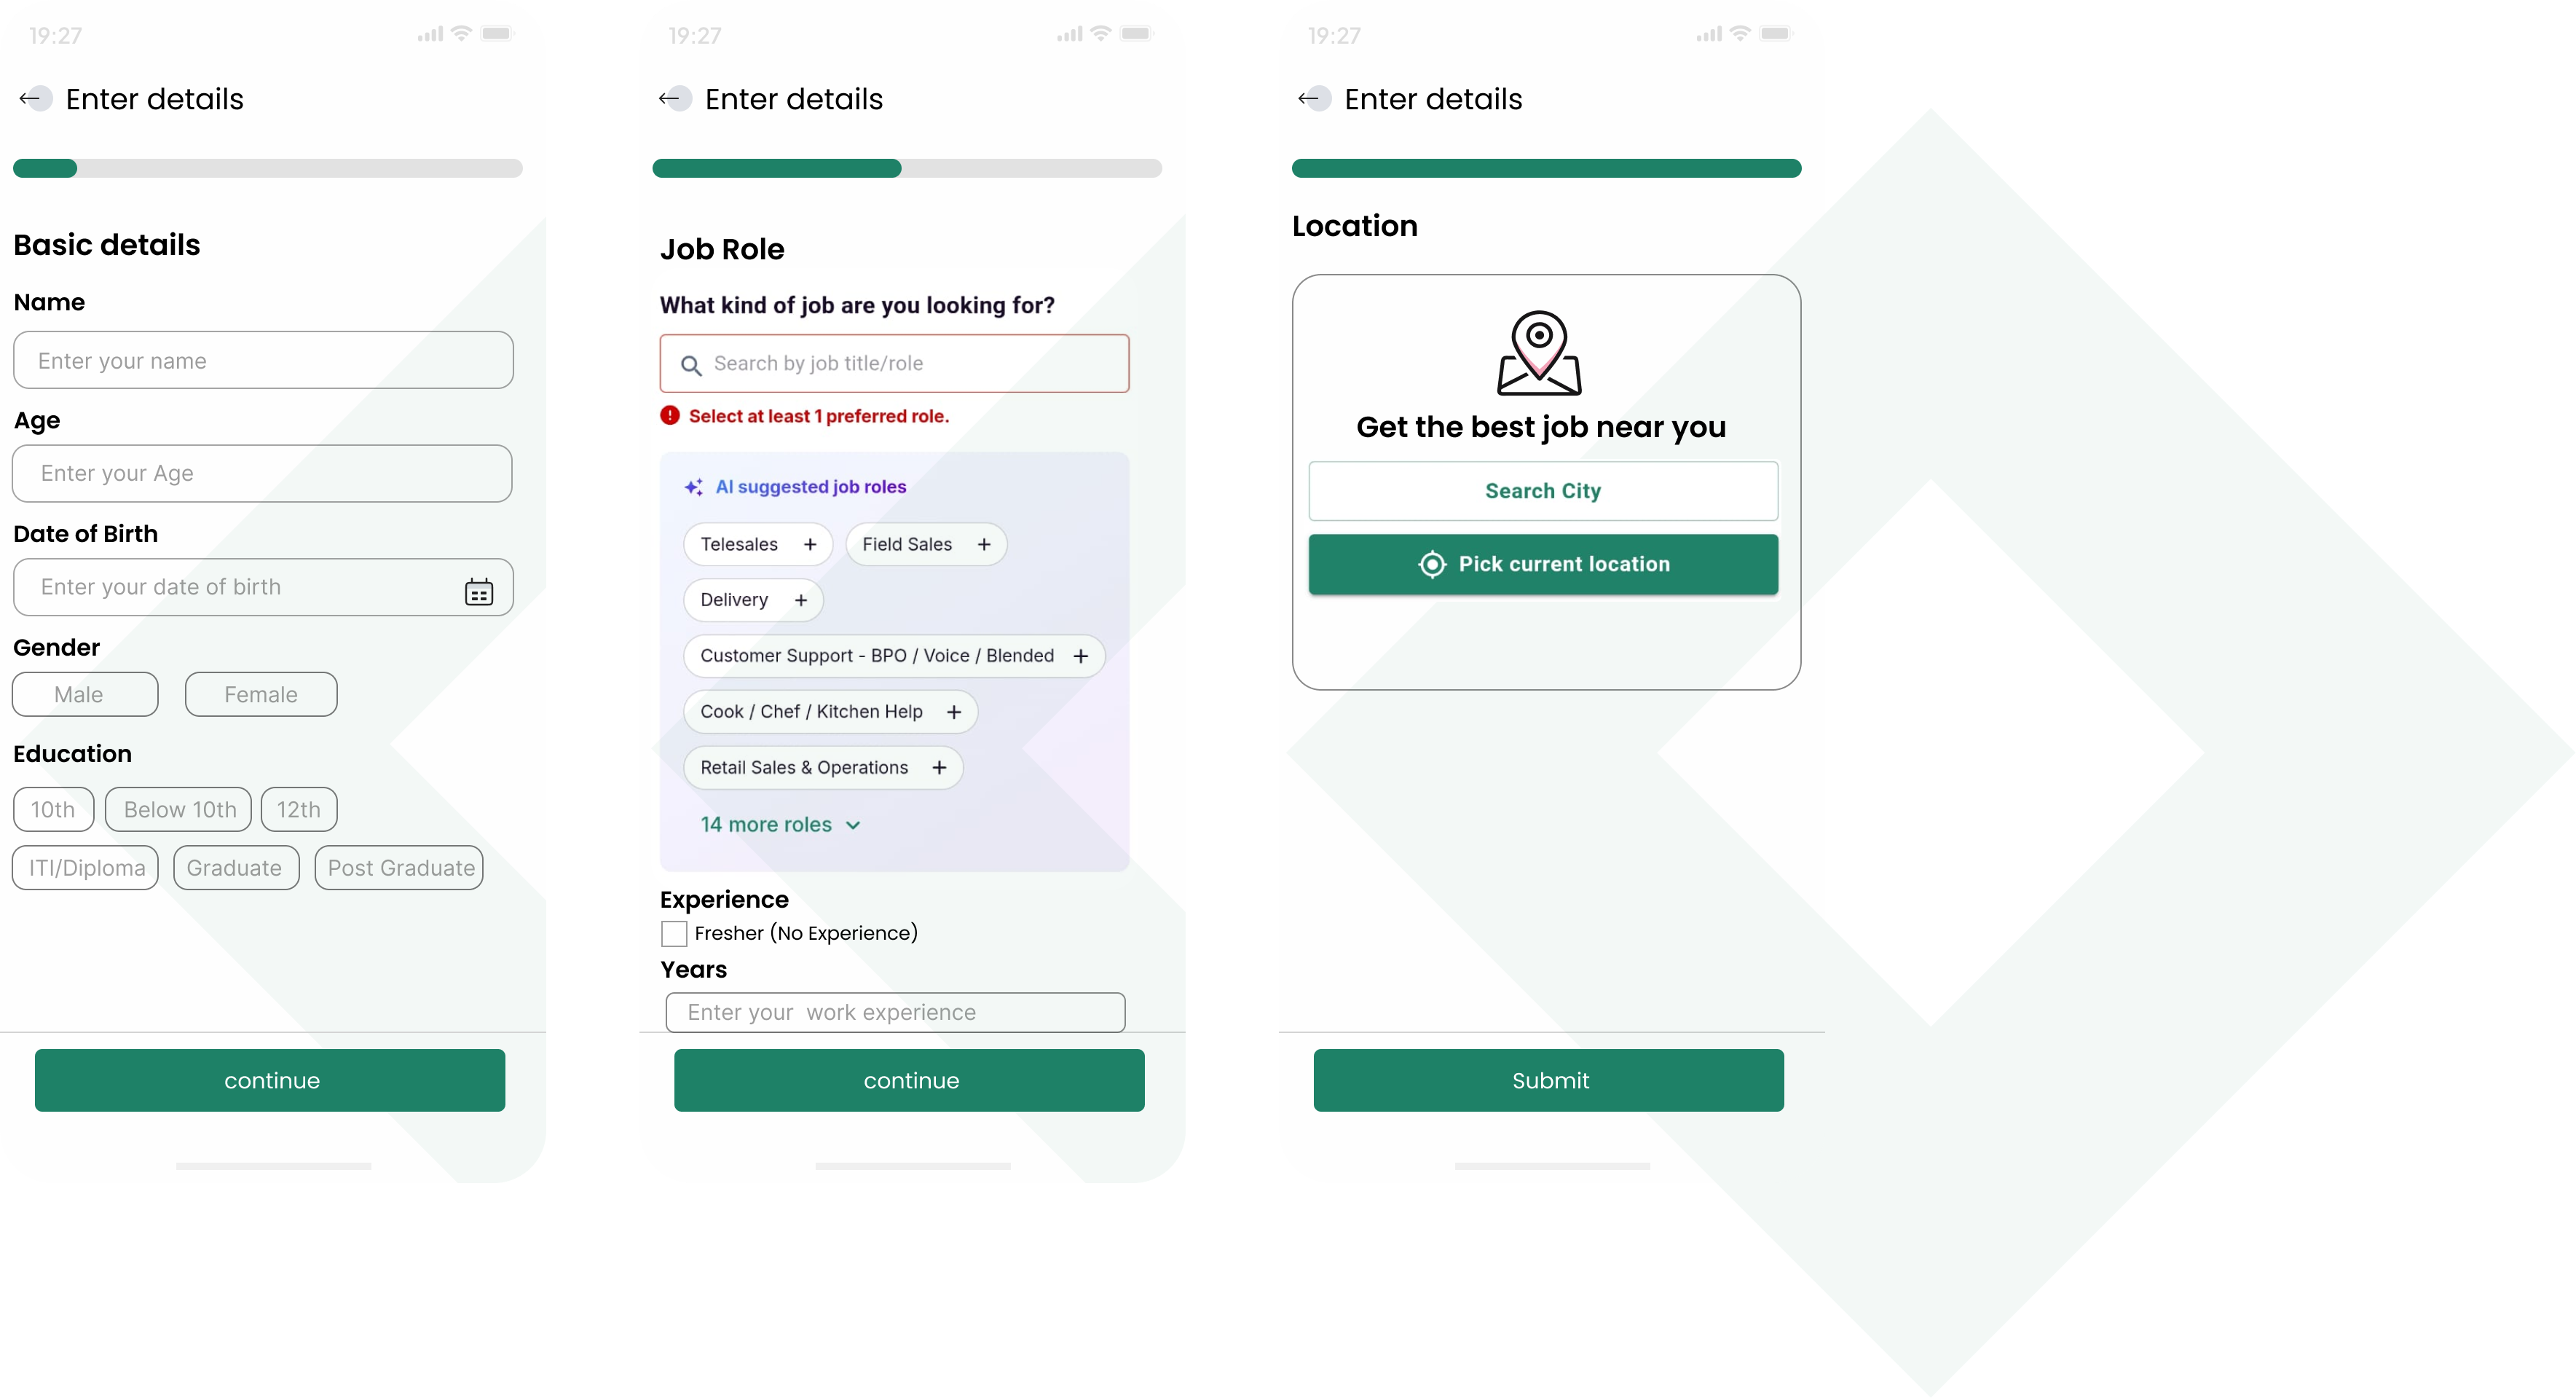 19:27
Enter details
Basic details
Name
Enter your name
Age
Enter your Age
Date of Birth
Enter your date of birth
Gender
Male Female
Education
10th Below 10th 12th
ITI/Diploma Graduate Post Graduate
continue
19:27
Enter details
Job Role
What kind of job are you looking for?
Search by job title/role
Select at least 1 preferred role.
AI suggested job roles
Telesales + Field Sales +
Delivery +
Customer Support - BPO / Voice / Blended +
Cook / Chef / Kitchen Help +
Retail Sales & Operations +
14 more roles
Experience
Fresher (No Experience)
Years
Enter your work experience
continue
19:27
Enter details
Location
Get the best job near you
Search City
Pick current location
Submit